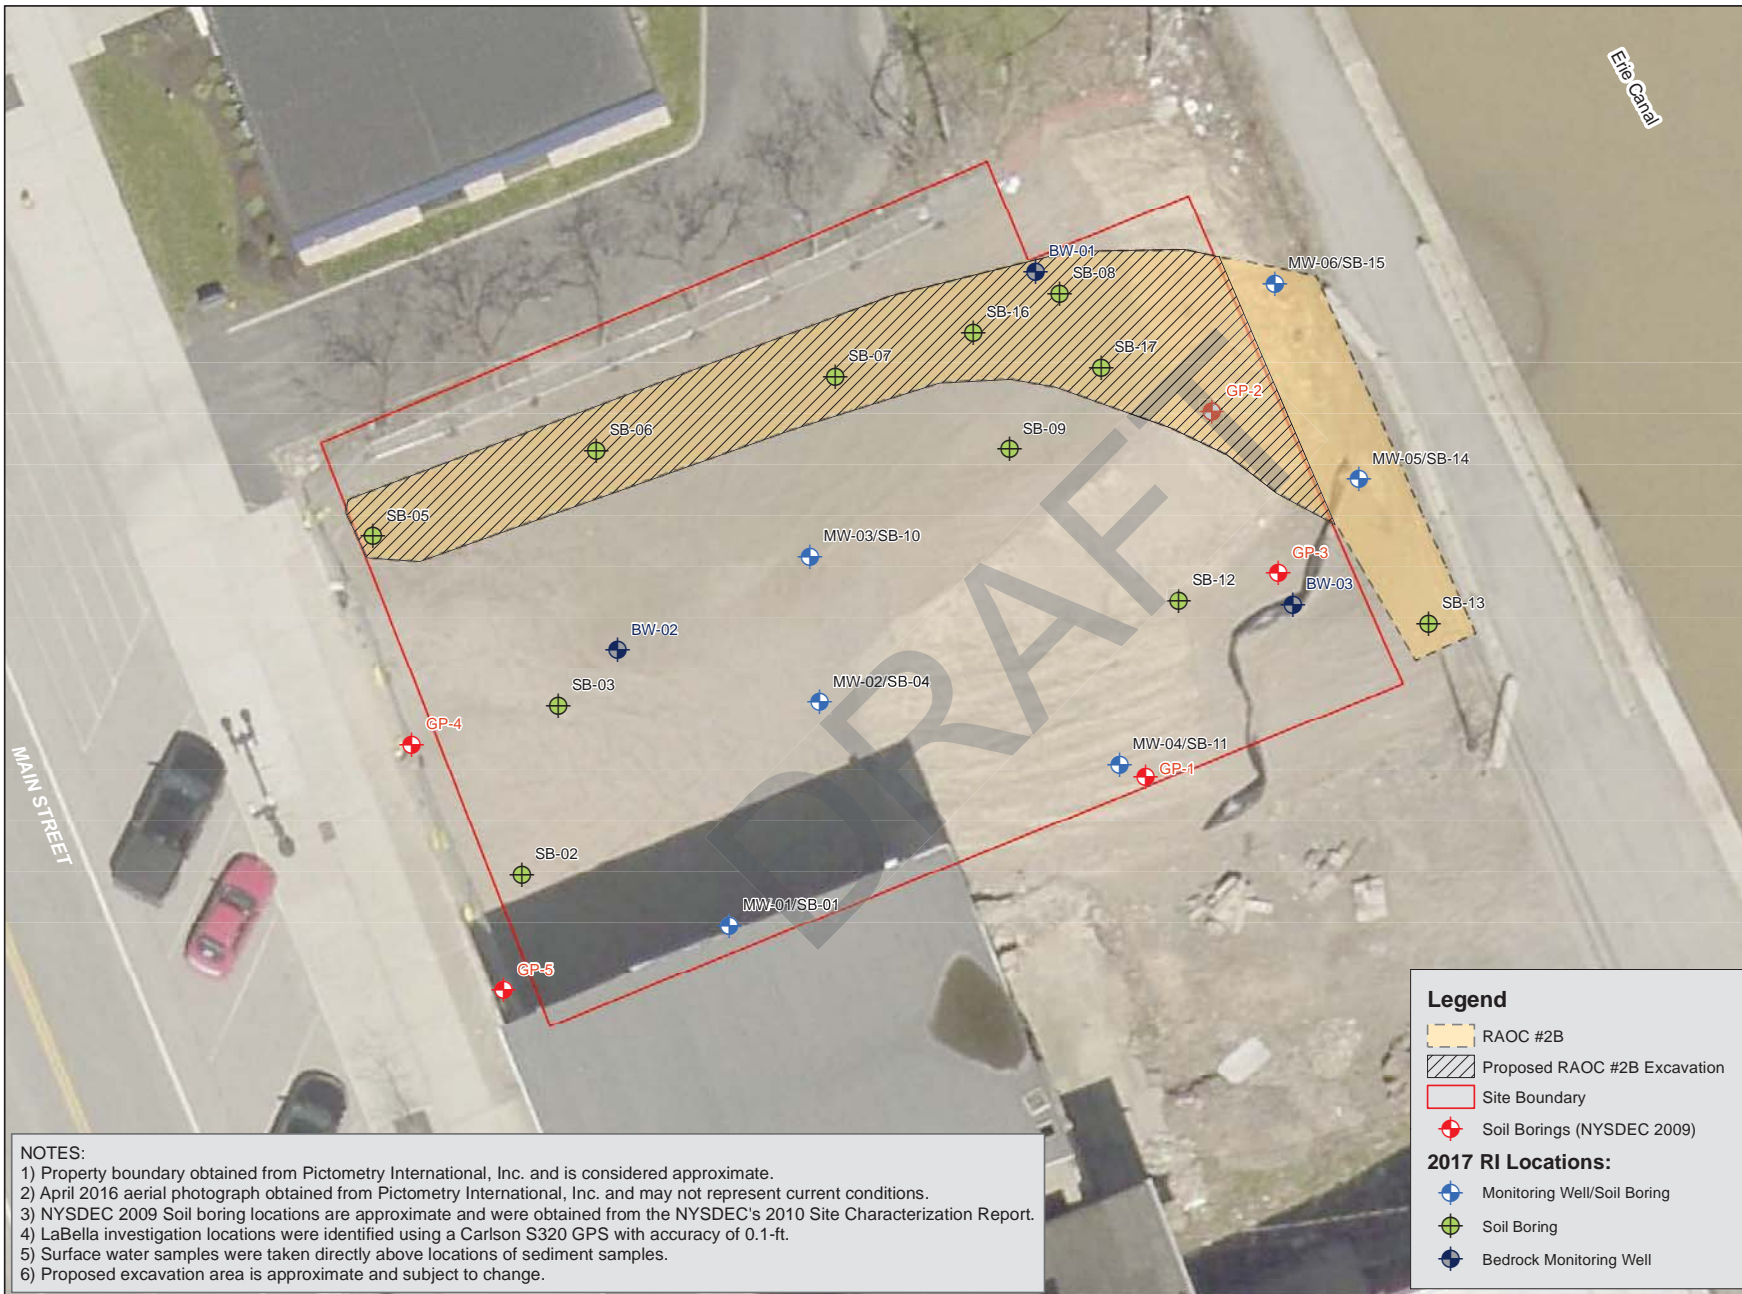 Erie Canal
BW-01
SB-08
MW-06/SB-15
SB-16
SB-07
SB-17
GP-2
SB-06
SB-09
MW-05/SB-14
SB-05
MW-03/SB-10
GP-3
SB-12
BW-03
SB-13
BW-02
SB-03
MW-02/SB-04
GP-4
MW-04/SB-11
GP-1
MAIN STREET
SB-02
MW-01/SB-01
GP-5
DRAFT
Legend
RAOC #2B
Proposed RAOC #2B Excavation
Site Boundary
Soil Borings (NYSDEC 2009)
2017 RI Locations:
Monitoring Well/Soil Boring
Soil Boring
Bedrock Monitoring Well
NOTES:
1) Property boundary obtained from Pictometry International, Inc. and is considered approximate.
2) April 2016 aerial photograph obtained from Pictometry International, Inc. and may not represent current conditions.
3) NYSDEC 2009 Soil boring locations are approximate and were obtained from the NYSDEC's 2010 Site Characterization Report.
4) LaBella investigation locations were identified using a Carlson S320 GPS with accuracy of 0.1-ft.
5) Surface water samples were taken directly above locations of sediment samples.
6) Proposed excavation area is approximate and subject to change.